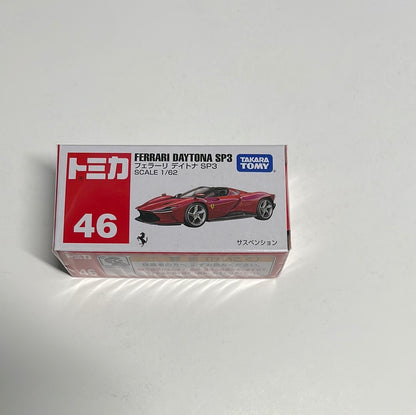 トミカ
46
FERRARI DAYTONA SP3
フェラーリ デイトナ SP3
SCALE 1/62
TAKARA
TOMY
サスペンション
46